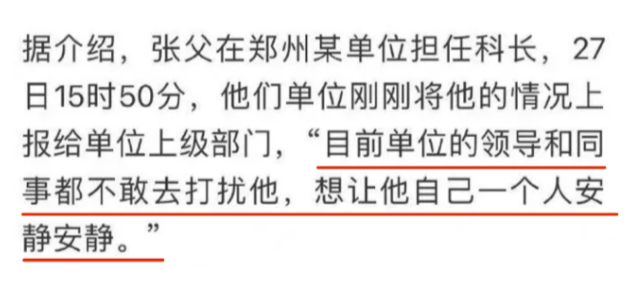 据介绍，张父在郑州某单位担任科长，27
日15时50分，他们单位刚刚将他的情况上
报给单位上级部门，“目前单位的领导和同
事都不敢去打扰他，想让他自己一个人安
静安静。”